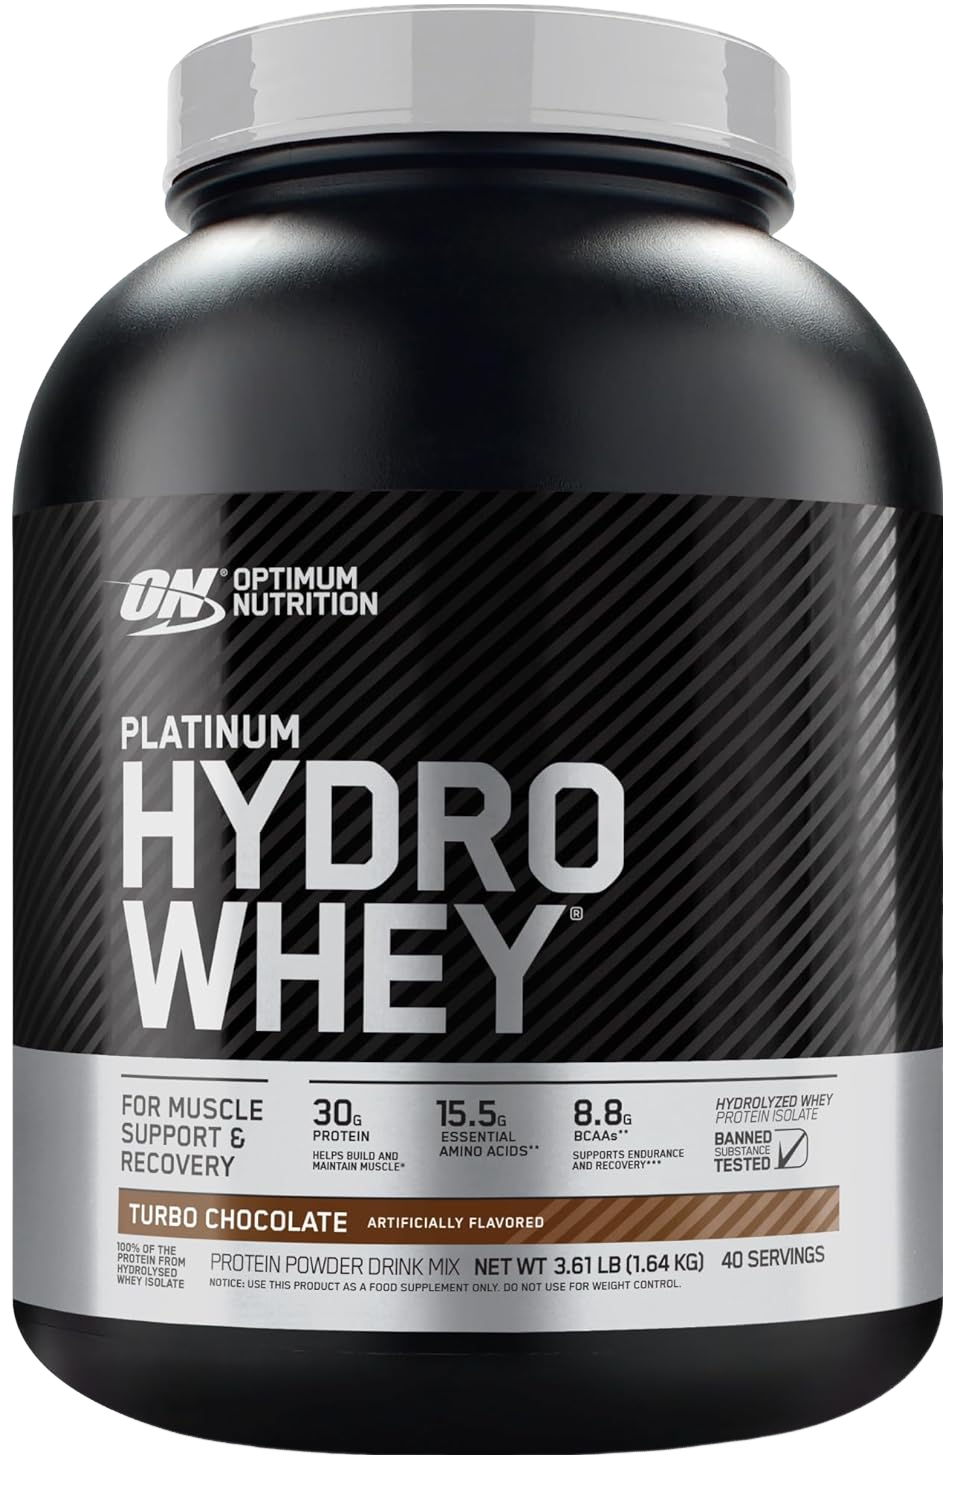 ON® OPTIMUM
NUTRITION
PLATINUM
HYDRO
WHEY®
FOR MUSCLE
SUPPORT &
RECOVERY
30G
PROTEIN
HELPS BUILD AND
MAINTAIN MUSCLE*
15.5G
ESSENTIAL
AMINO ACIDS**
8.8G
BCAAs**
SUPPORTS ENDURANCE
AND RECOVERY***
HYDROLYZED WHEY
PROTEIN ISOLATE
BANNED
SUBSTANCE
TESTED
TURBO CHOCOLATE ARTIFICIALLY FLAVORED
100% OF THE
PROTEIN FROM
HYDROLYSED
WHEY ISOLATE
PROTEIN POWDER DRINK MIX NET WT 3.61 LB (1.64 KG) 40 SERVINGS
NOTICE: USE THIS PRODUCT AS A FOOD SUPPLEMENT ONLY. DO NOT USE FOR WEIGHT CONTROL.